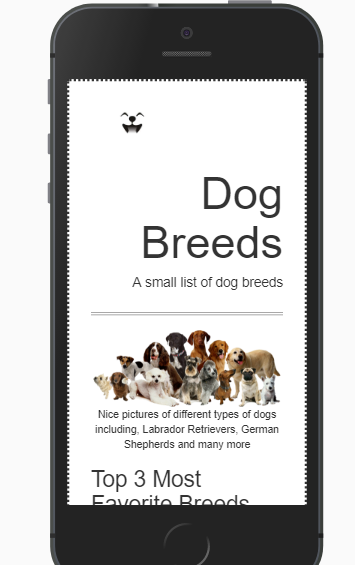 Dog
Breeds
A small list of dog breeds
Nice pictures of different types of dogs
including, Labrador Retrievers, German
Shepherds and many more
Top 3 Most
Favorite Breeds